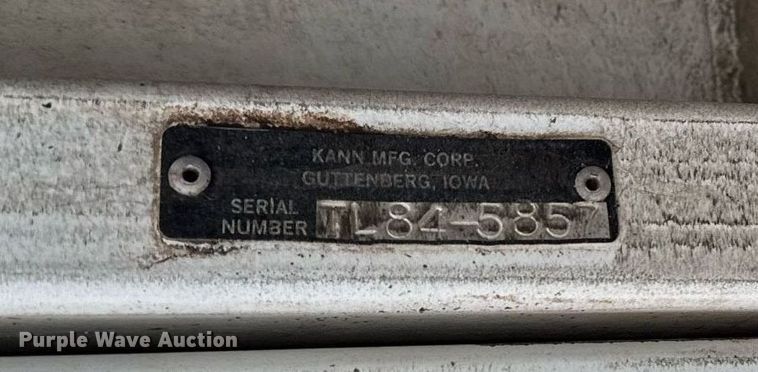 KANN MFG. CORP.
GUTTENBERG, IOWA
SERIAL
NUMBER TL84-5857
Purple Wave Auction